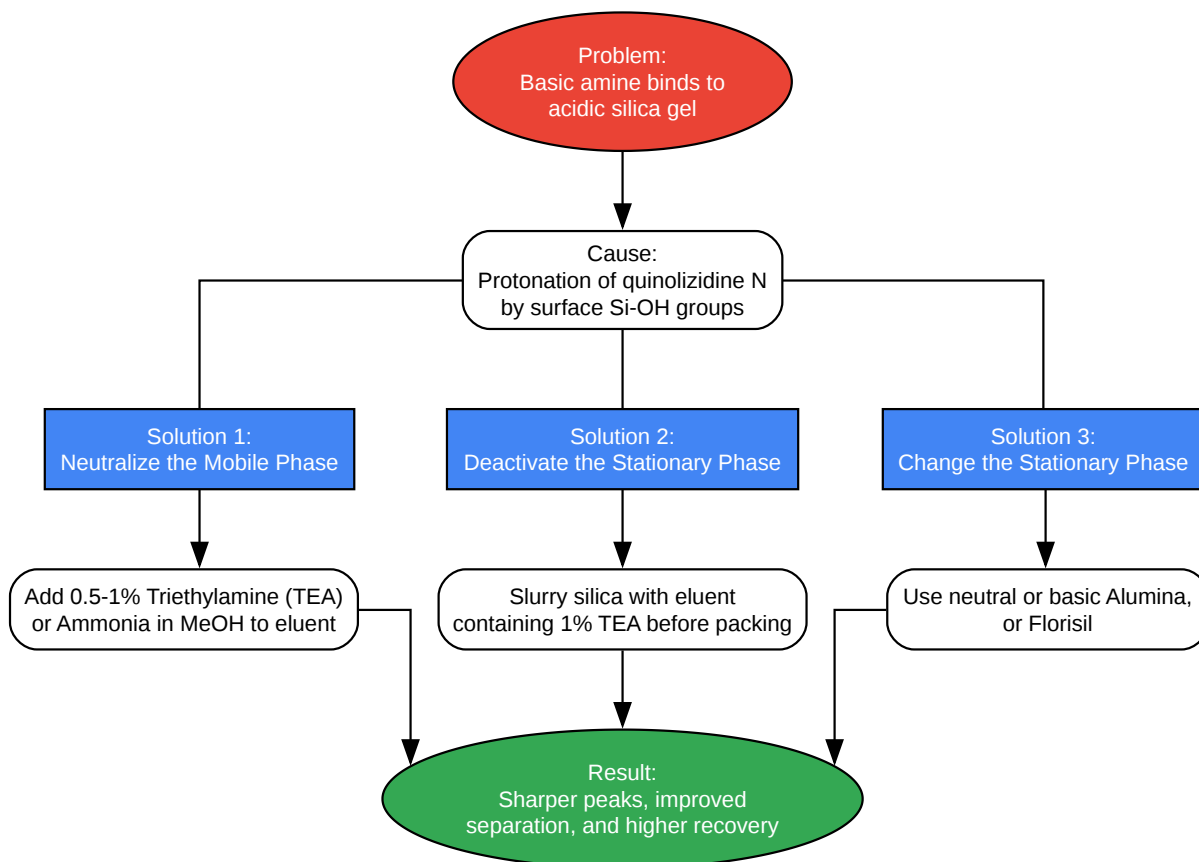 Problem:
Basic amine binds to
acidic silica gel
Cause:
Protonation of quinolizidine N
by surface Si-OH groups
Solution 1:
Neutralize the Mobile Phase
Solution 2:
Deactivate the Stationary Phase
Solution 3:
Change the Stationary Phase
Add 0.5-1% Triethylamine (TEA)
or Ammonia in MeOH to eluent
Slurry silica with eluent
containing 1% TEA before packing
Use neutral or basic Alumina,
or Florisil
Result:
Sharper peaks, improved
separation, and higher recovery